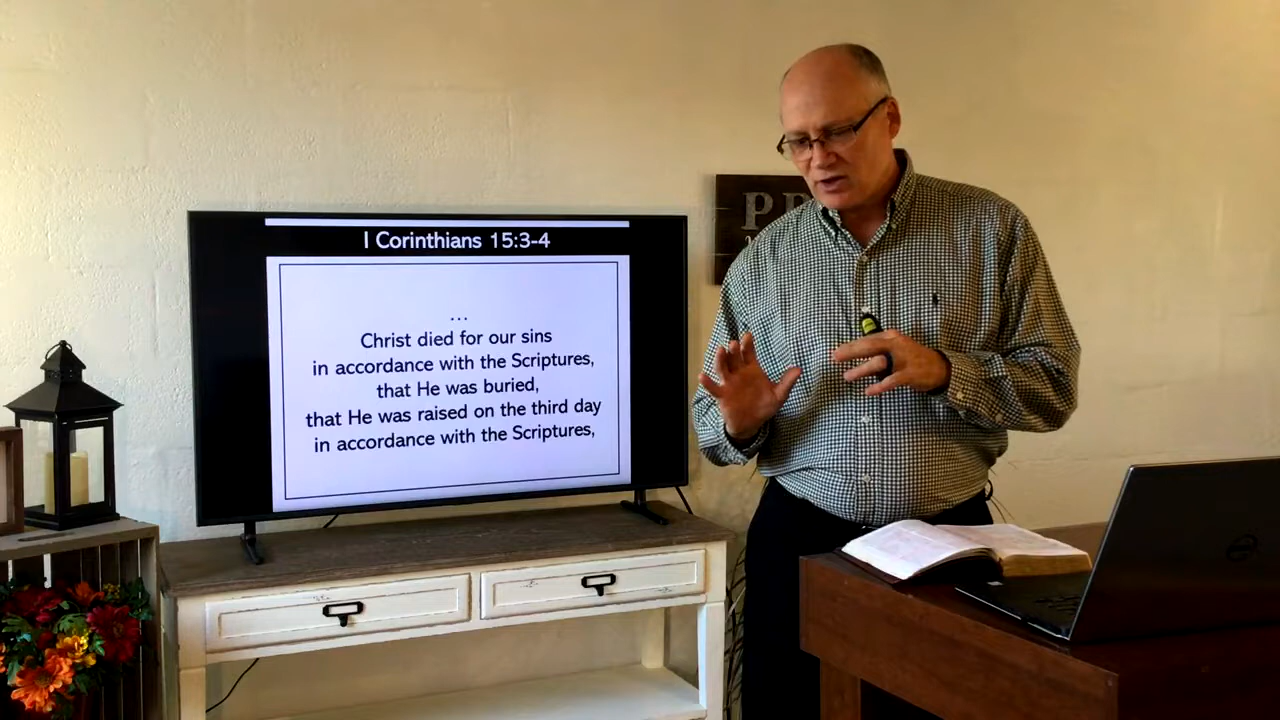 I Corinthians 15:3-4
...
Christ died for our sins
in accordance with the Scriptures,
that He was buried,
that He was raised on the third day
in accordance with the Scriptures,